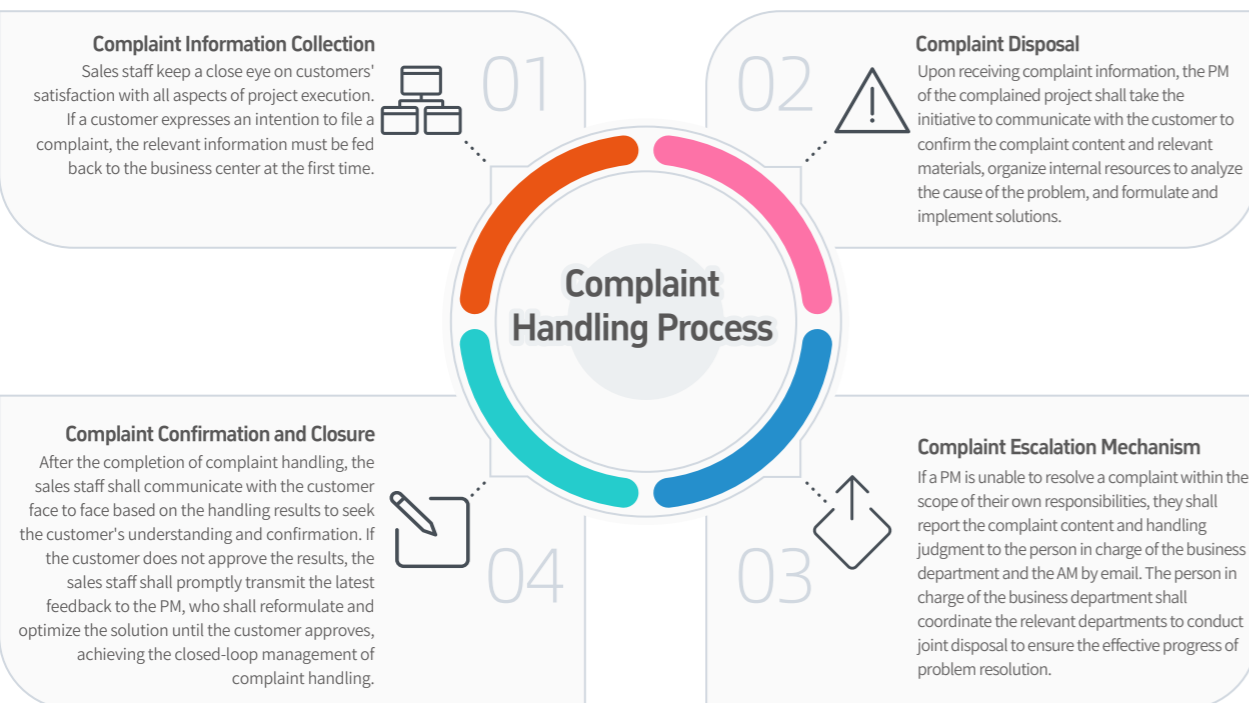 Complaint Information Collection
Sales staff keep a close eye on customers'
satisfaction with all aspects of project execution.
If a customer expresses an intention to file a
complaint, the relevant information must be fed
back to the business center at the first time.
01
02
Complaint Disposal
Upon receiving complaint information, the PM
of the complained project shall take the
initiative to communicate with the customer to
confirm the complaint content and relevant
materials, organize internal resources to analyze
the cause of the problem, and formulate and
implement solutions.
Complaint
Handling Process
Complaint Escalation Mechanism
If a PM is unable to resolve a complaint within the
scope of their own responsibilities, they shall
report the complaint content and handling
judgment to the person in charge of the business
department and the AM by email. The person in
charge of the business department shall
coordinate the relevant departments to conduct
joint disposal to ensure the effective progress of
problem resolution.
03
Complaint Confirmation and Closure
After the completion of complaint handling, the
sales staff shall communicate with the customer
face to face based on the handling results to seek
the customer's understanding and confirmation. If
the customer does not approve the results, the
sales staff shall promptly transmit the latest
feedback to the PM, who shall reformulate and
optimize the solution until the customer approves,
achieving the closed-loop management of
complaint handling.
04